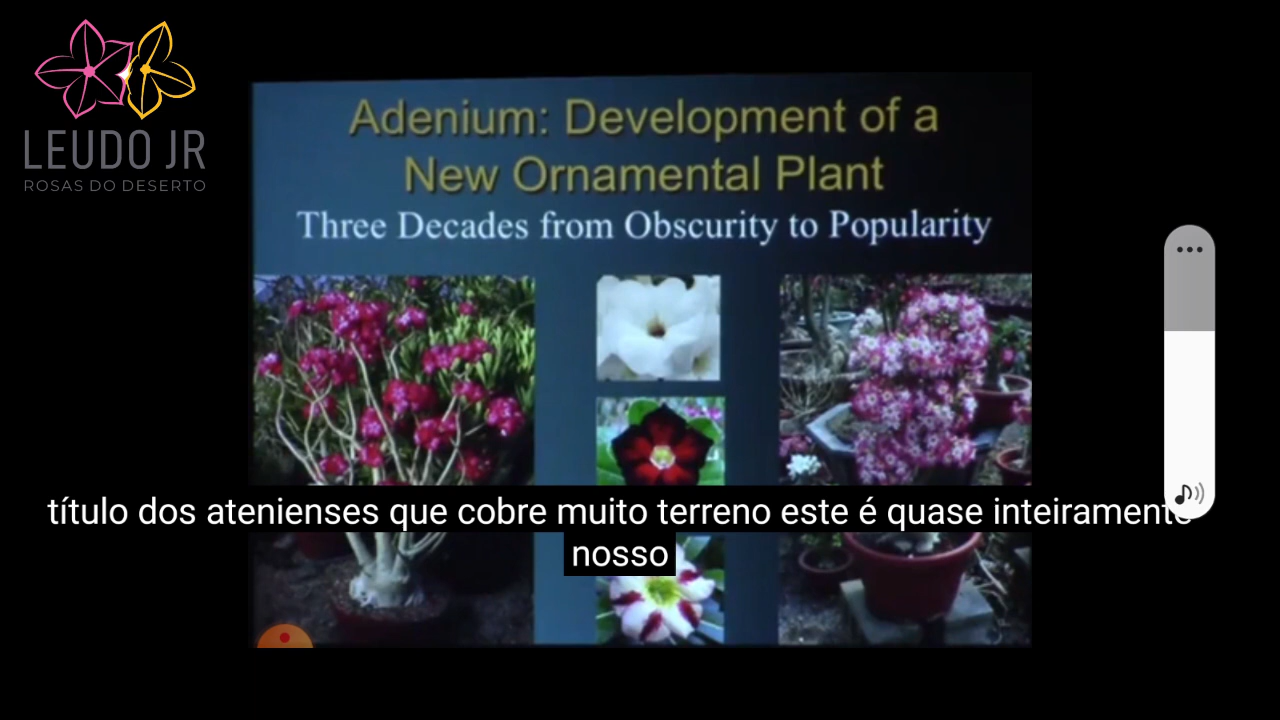 LEUDO JR
ROSAS DO DESERTO
Adenium: Development of a
New Ornamental Plant
Three Decades from Obscurity to Popularity
título dos atenienses que cobre muito terreno este é quase inteiramente
nosso